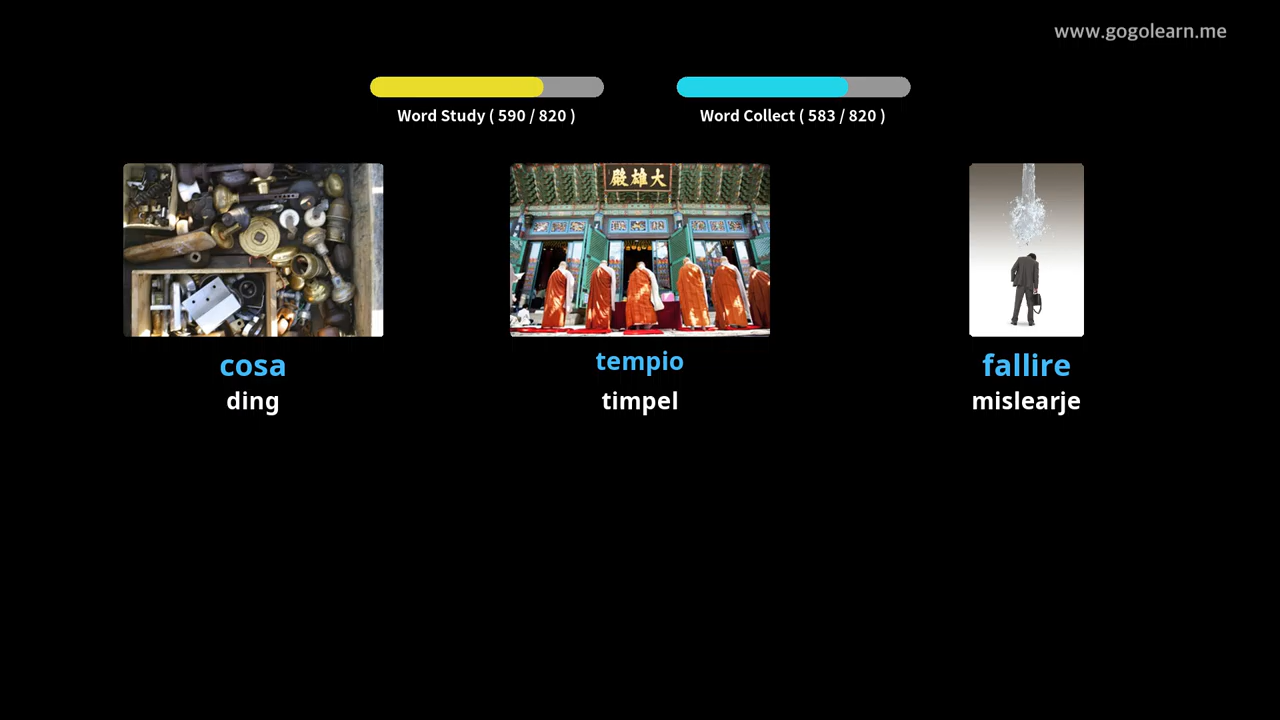 www.gogolearn.me
Word Study ( 590 / 820 )
Word Collect ( 583 / 820 )
大雄殿
cosa
tempio
fallire
ding
timpel
mislearje